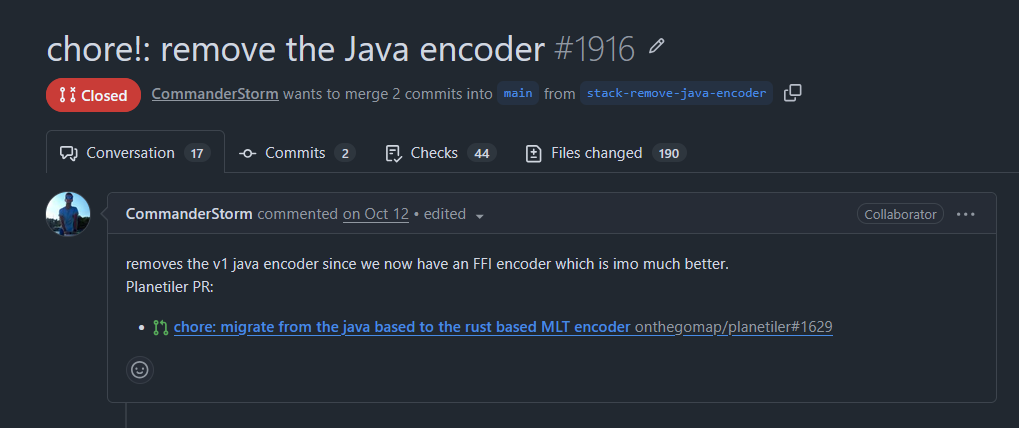 chore!: remove the Java encoder #1916
Closed CommanderStorm wants to merge 2 commits into main from stack-remove-java-encoder
Conversation 17 Commits 2 Checks 44 Files changed 190
CommanderStorm commented on Oct 12 • edited Collaborator
removes the v1 java encoder since we now have an FFI encoder which is imo much better.
Planetiler PR:
• chore: migrate from the java based to the rust based MLT encoder onthegomap/planetiler#1629